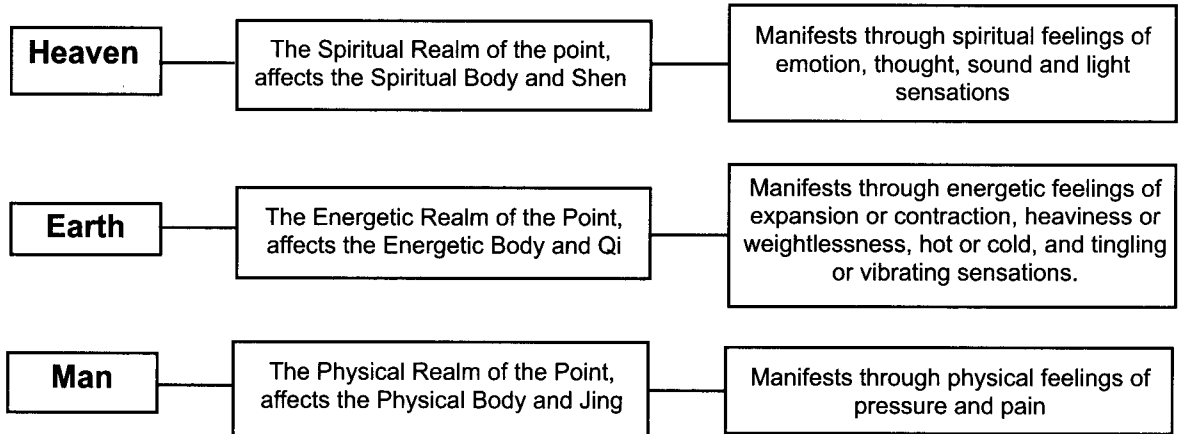 Heaven
The Spiritual Realm of the point,
affects the Spiritual Body and Shen
Manifests through spiritual feelings of
emotion, thought, sound and light
sensations
Earth
The Energetic Realm of the Point,
affects the Energetic Body and Qi
Manifests through energetic feelings of
expansion or contraction, heaviness or
weightlessness, hot or cold, and tingling
or vibrating sensations.
Man
The Physical Realm of the Point,
affects the Physical Body and Jing
Manifests through physical feelings of
pressure and pain